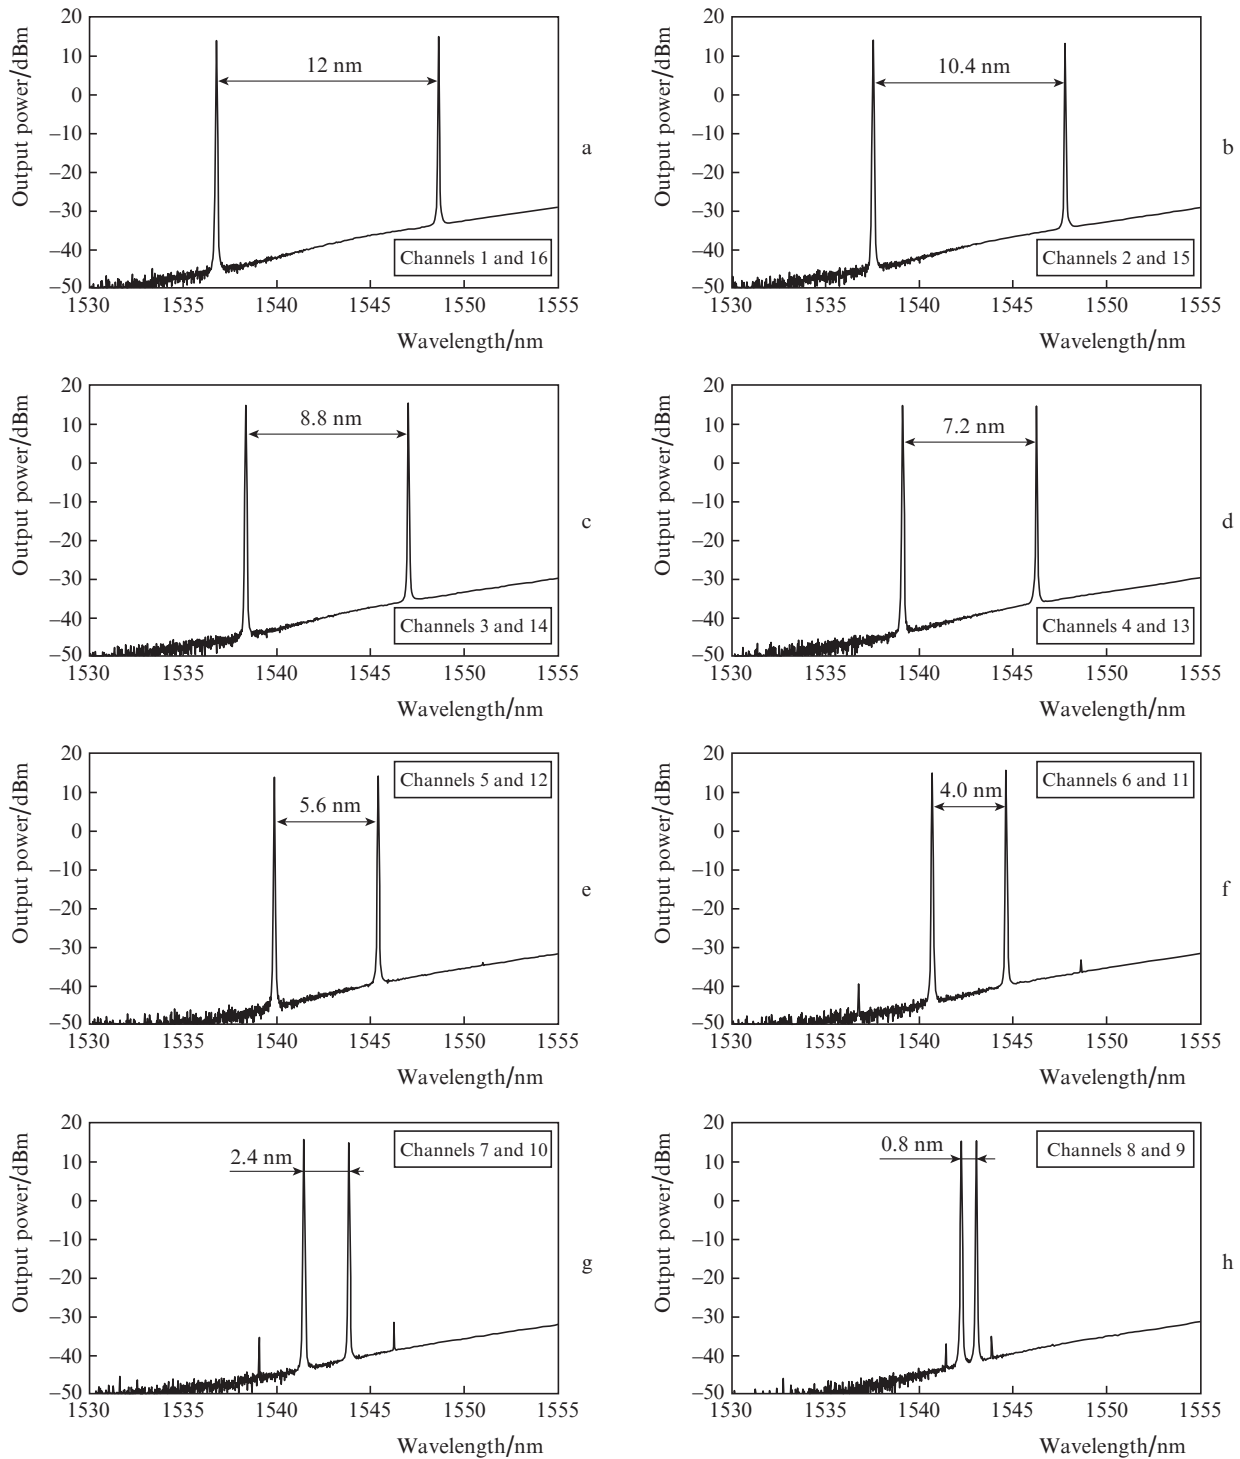 20
10
0
–10
–20
–30
–40
–50
Output power/dBm
12 nm
Channels 1 and 16
1530 1535 1540 1545 1550 1555
Wavelength/nm
a
20
10
0
–10
–20
–30
–40
–50
Output power/dBm
10.4 nm
Channels 2 and 15
1530 1535 1540 1545 1550 1555
Wavelength/nm
b
20
10
0
–10
–20
–30
–40
–50
Output power/dBm
8.8 nm
Channels 3 and 14
1530 1535 1540 1545 1550 1555
Wavelength/nm
c
20
10
0
–10
–20
–30
–40
–50
Output power/dBm
7.2 nm
Channels 4 and 13
1530 1535 1540 1545 1550 1555
Wavelength/nm
d
20
10
0
–10
–20
–30
–40
–50
Output power/dBm
Channels 5 and 12
5.6 nm
1530 1535 1540 1545 1550 1555
Wavelength/nm
e
20
10
0
–10
–20
–30
–40
–50
Output power/dBm
Channels 6 and 11
4.0 nm
1530 1535 1540 1545 1550 1555
Wavelength/nm
f
20
10
0
–10
–20
–30
–40
–50
Output power/dBm
Channels 7 and 10
2.4 nm
1530 1535 1540 1545 1550 1555
Wavelength/nm
g
20
10
0
–10
–20
–30
–40
–50
Output power/dBm
Channels 8 and 9
0.8 nm
1530 1535 1540 1545 1550 1555
Wavelength/nm
h